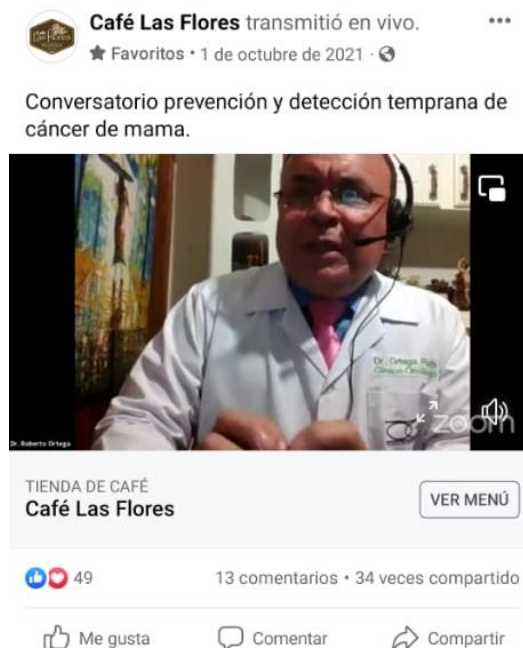 Café Las Flores transmitió en vivo.
Favoritos • 1 de octubre de 2021 ·
Conversatorio prevención y detección temprana de
cáncer de mama.
Dr. Ortega
zoom
Dr. Roberto Ortega
TIENDA DE CAFÉ
Café Las Flores
VER MENÚ
49
13 comentarios • 34 veces compartido
Me gusta
Comentar
Compartir